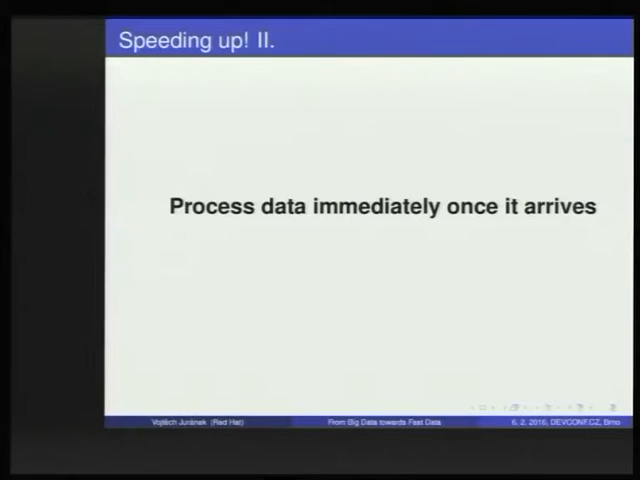 Speeding up! II.
Process data immediately once it arrives
Vojtěch Juránek (Red Hat)
From Big Data towards Fast Data
6. 2. 2016, DEVCONF.CZ, Brno